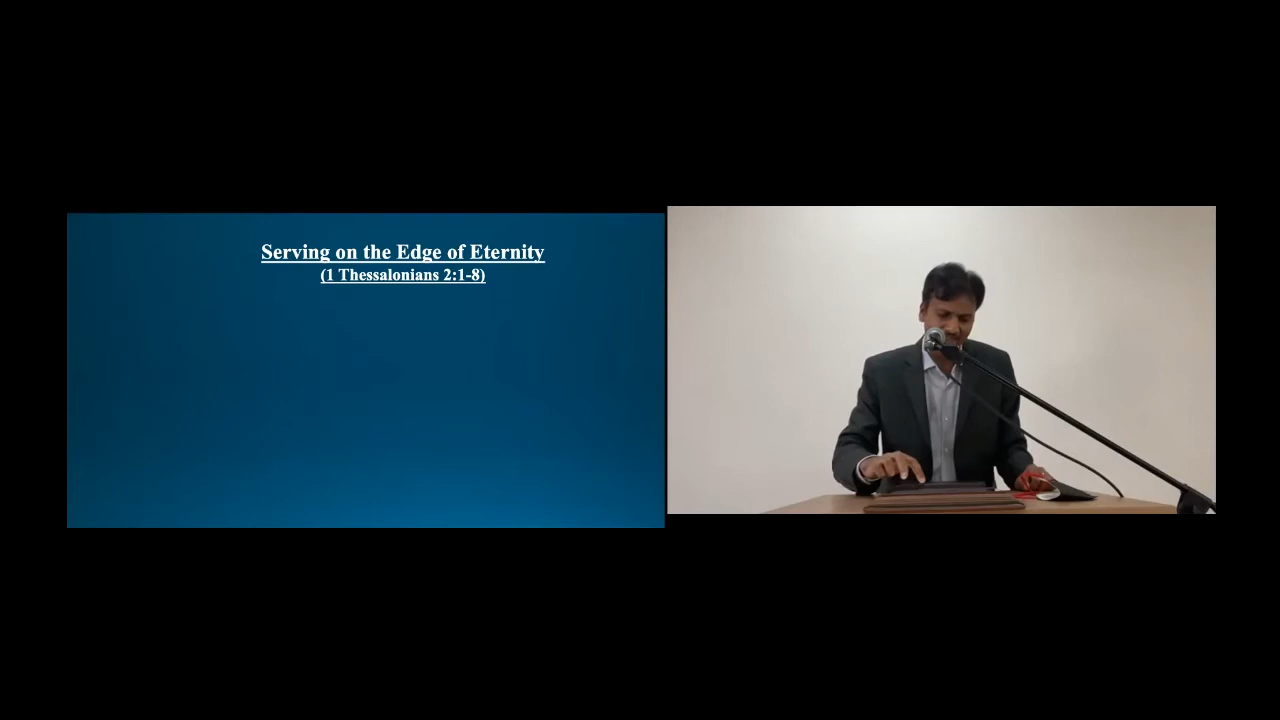 Serving on the Edge of Eternity
(1 Thessalonians 2:1-8)